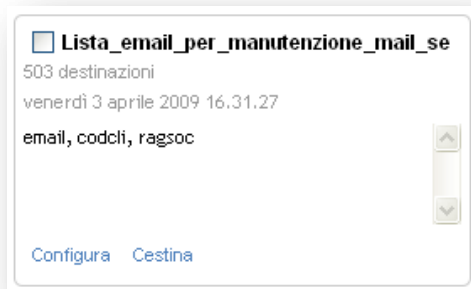 Lista_email_per_manutenzione_mail_se
503 destinazioni
venerdì 3 aprile 2009 16.31.27
email, codcli, ragsoc
Configura Cestina